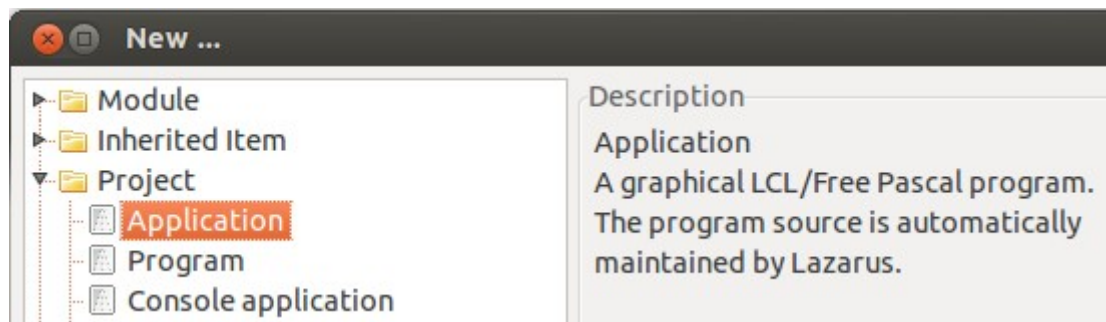 New ...
Module
Inherited Item
Project
Application
Program
Console application
Description
Application
A graphical LCL/Free Pascal program.
The program source is automatically
maintained by Lazarus.